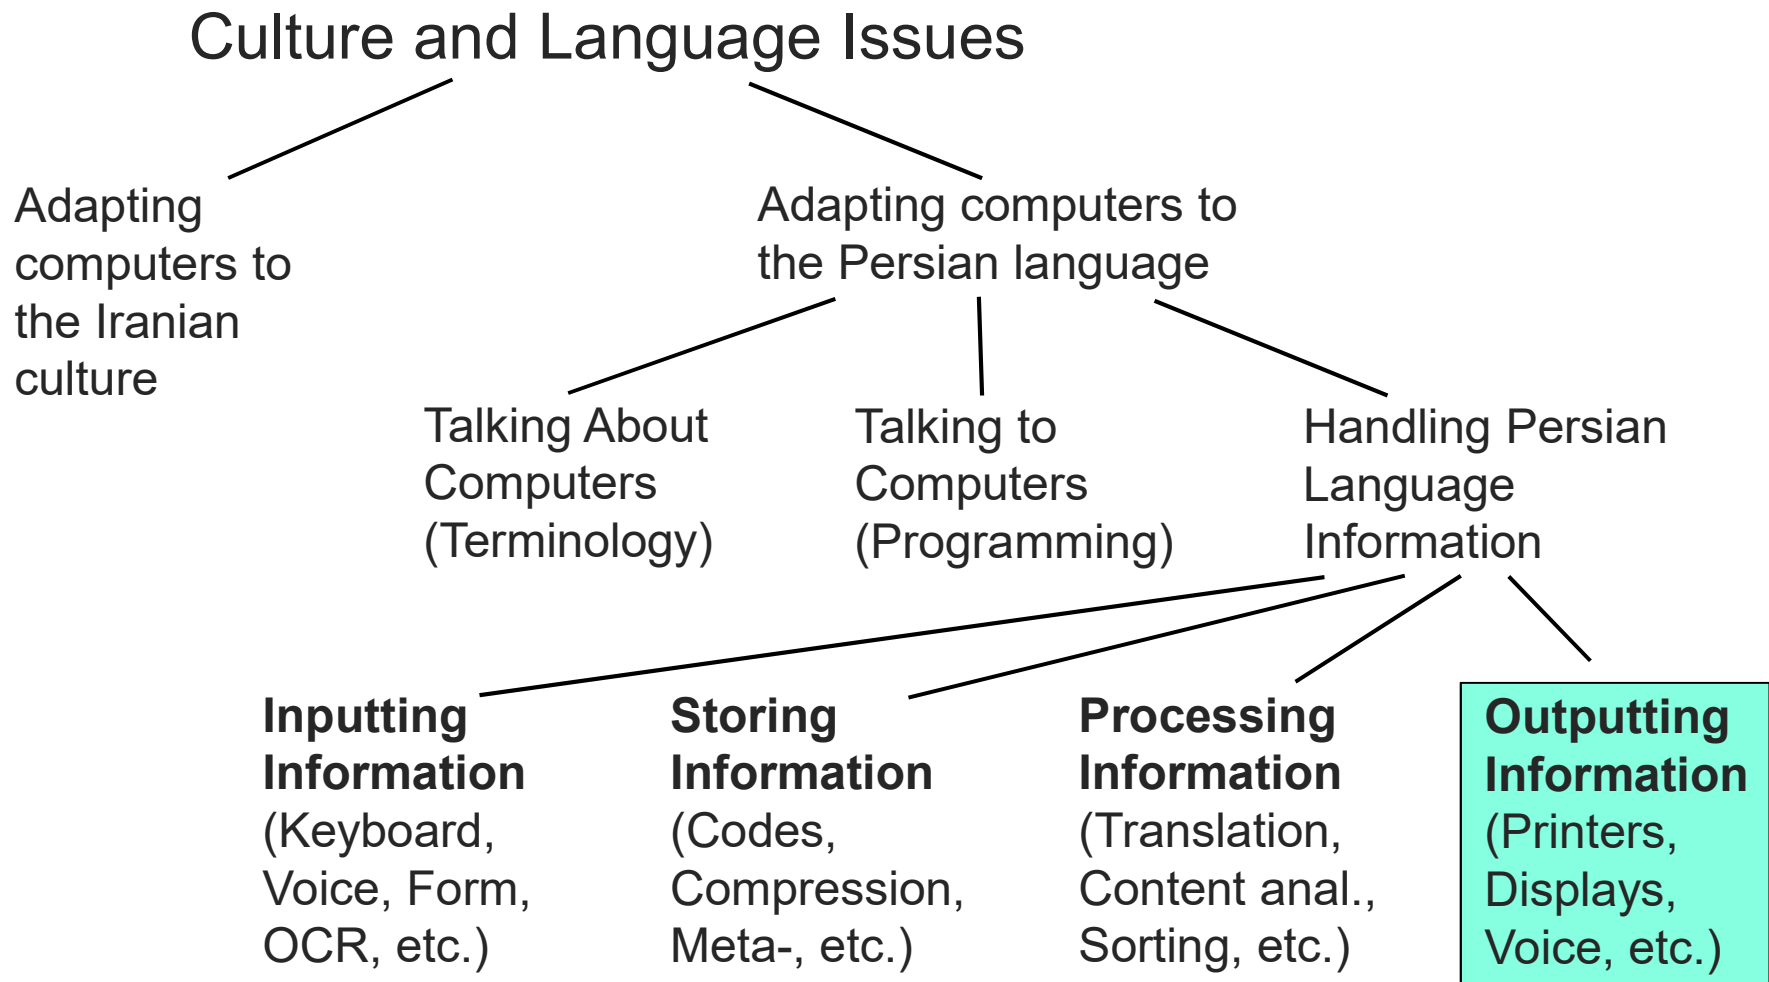 Culture and Language Issues
Adapting
computers to
the Iranian
culture
Adapting computers to
the Persian language
Talking About
Computers
(Terminology)
Talking to
Computers
(Programming)
Handling Persian
Language
Information
Inputting
Information
(Keyboard,
Voice, Form,
OCR, etc.)
Storing
Information
(Codes,
Compression,
Meta-, etc.)
Processing
Information
(Translation,
Content anal.,
Sorting, etc.)
Outputting
Information
(Printers,
Displays,
Voice, etc.)